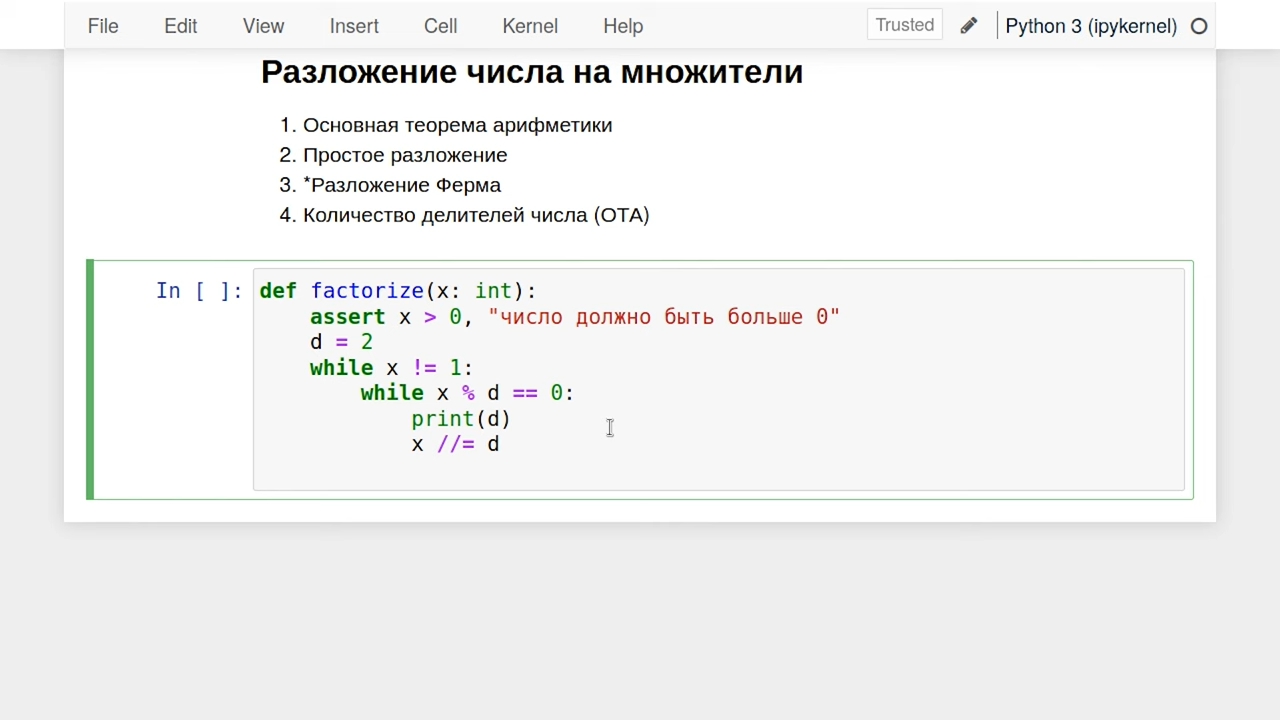 File Edit View Insert Cell Kernel Help Trusted Python 3 (ipykernel)
Разложение числа на множители
1. Основная теорема арифметики
2. Простое разложение
3. *Разложение Ферма
4. Количество делителей числа (ОТА)
In [ ]: def factorize(x: int):
    assert x > 0, "число должно быть больше 0"
    d = 2
    while x != 1:
        while x % d == 0:
            print(d)
            x //= d